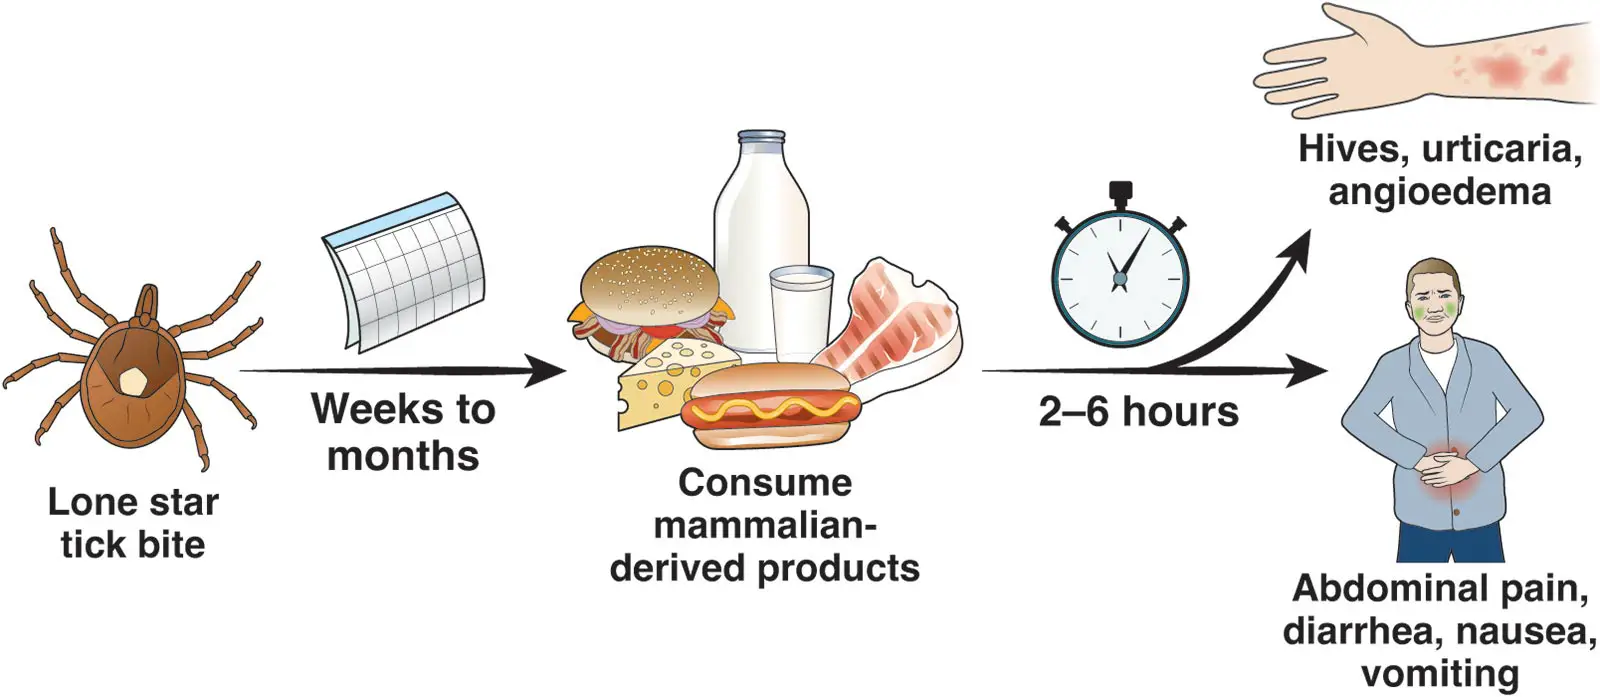 Lone star
tick bite
Weeks to
months
Consume
mammalian-
derived products
2–6 hours
Hives, urticaria,
angioedema
Abdominal pain,
diarrhea, nausea,
vomiting